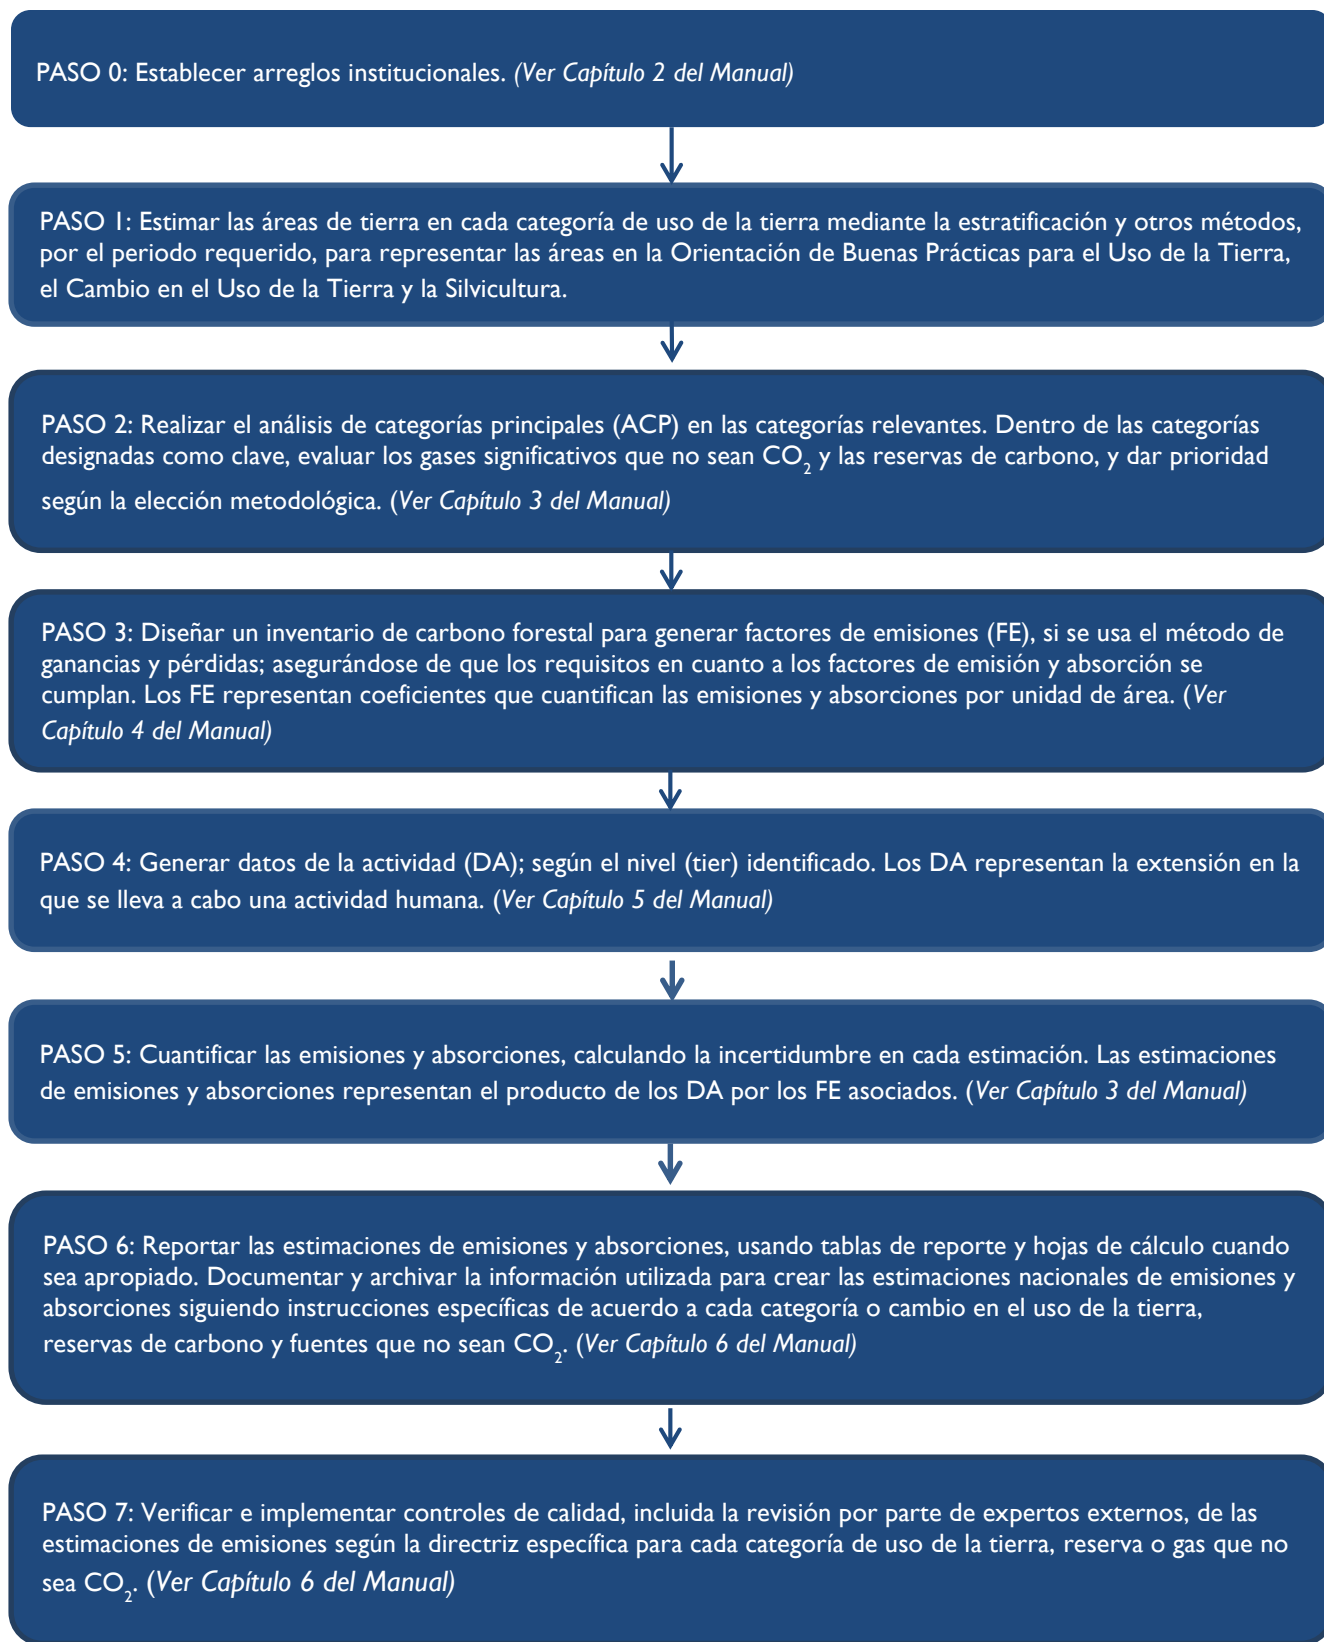 PASO 0: Establecer arreglos institucionales. (Ver Capítulo 2 del Manual)
PASO 1: Estimar las áreas de tierra en cada categoría de uso de la tierra mediante la estratificación y otros métodos,
por el periodo requerido, para representar las áreas en la Orientación de Buenas Prácticas para el Uso de la Tierra,
el Cambio en el Uso de la Tierra y la Silvicultura.
PASO 2: Realizar el análisis de categorías principales (ACP) en las categorías relevantes. Dentro de las categorías
designadas como clave, evaluar los gases significativos que no sean CO₂ y las reservas de carbono, y dar prioridad
según la elección metodológica. (Ver Capítulo 3 del Manual)
PASO 3: Diseñar un inventario de carbono forestal para generar factores de emisiones (FE), si se usa el método de
ganancias y pérdidas; asegurándose de que los requisitos en cuanto a los factores de emisión y absorción se
cumplan. Los FE representan coeficientes que cuantifican las emisiones y absorciones por unidad de área. (Ver
Capítulo 4 del Manual)
PASO 4: Generar datos de la actividad (DA); según el nivel (tier) identificado. Los DA representan la extensión en la
que se lleva a cabo una actividad humana. (Ver Capítulo 5 del Manual)
PASO 5: Cuantificar las emisiones y absorciones, calculando la incertidumbre en cada estimación. Las estimaciones
de emisiones y absorciones representan el producto de los DA por los FE asociados. (Ver Capítulo 3 del Manual)
PASO 6: Reportar las estimaciones de emisiones y absorciones, usando tablas de reporte y hojas de cálculo cuando
sea apropiado. Documentar y archivar la información utilizada para crear las estimaciones nacionales de emisiones y
absorciones siguiendo instrucciones específicas de acuerdo a cada categoría o cambio en el uso de la tierra,
reservas de carbono y fuentes que no sean CO₂. (Ver Capítulo 6 del Manual)
PASO 7: Verificar e implementar controles de calidad, incluida la revisión por parte de expertos externos, de las
estimaciones de emisiones según la directriz específica para cada categoría de uso de la tierra, reserva o gas que no
sea CO₂. (Ver Capítulo 6 del Manual)